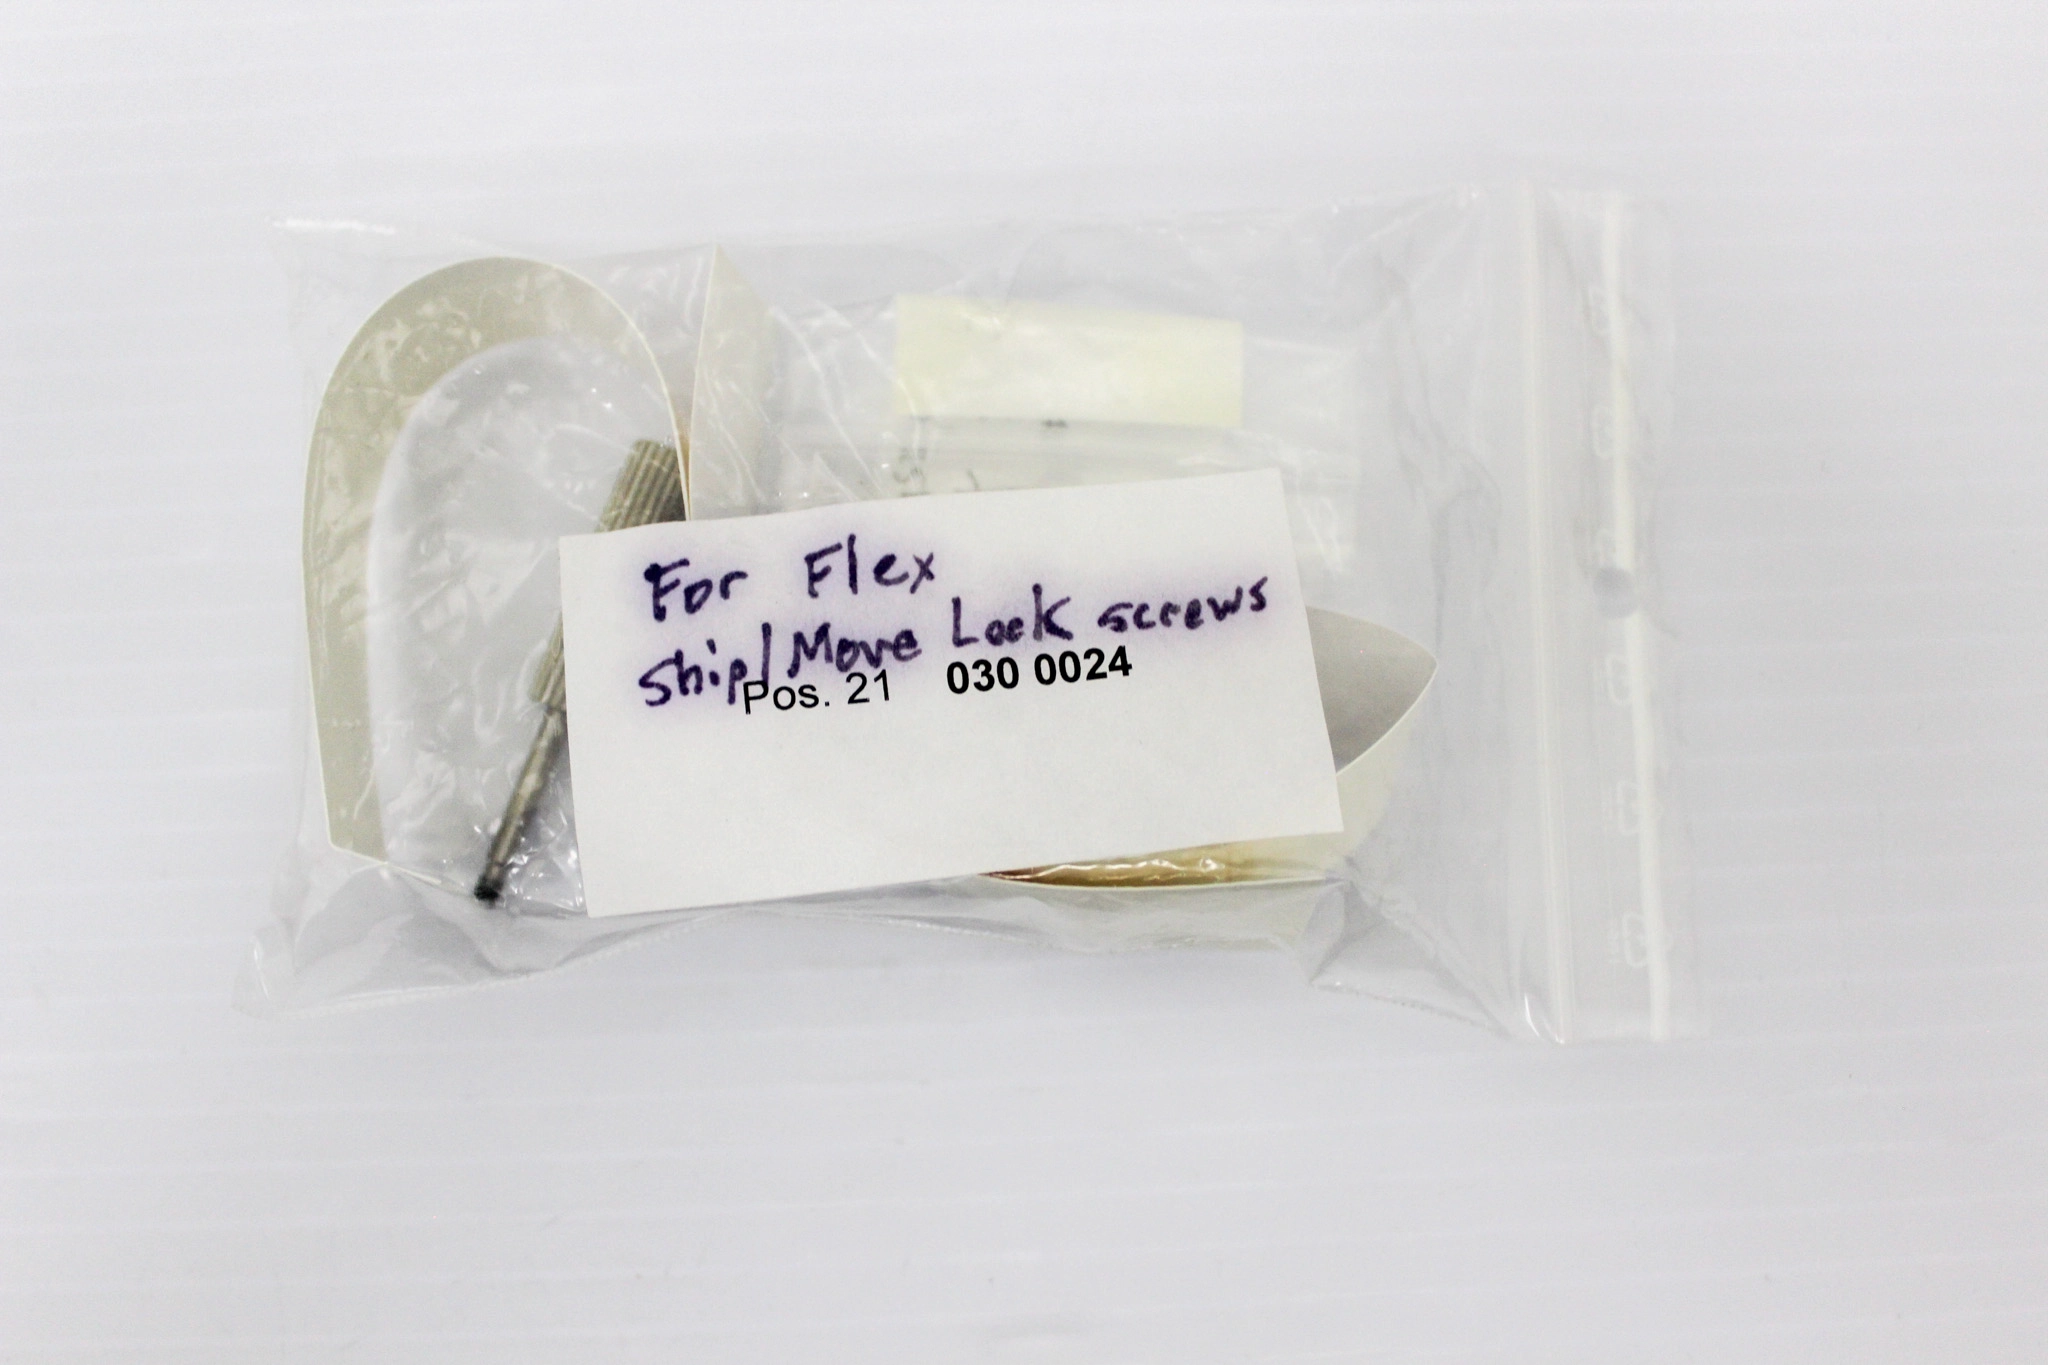 For Flex
Ship/Move Lock screws
Pos. 21 030 0024